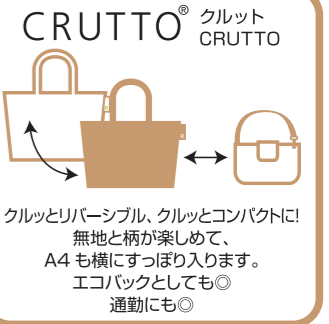 CRUTTO® クルット
CRUTTO
クルッとリバーシブル、クルッとコンパクトに!
無地と柄が楽しめて、
A4 も横にすっぽり入ります。
エコバックとしても◎
通勤にも◎